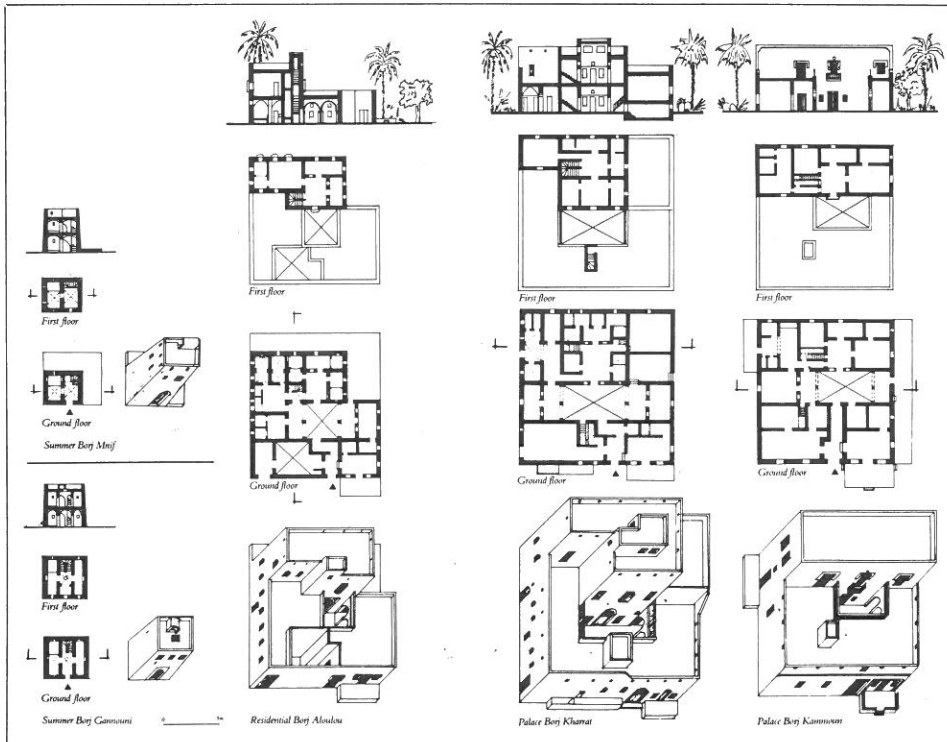 First floor
Ground floor
Summer Borj Mnif
First floor
Ground floor
Summer Borj Gannouni
First floor
Ground floor
Residential Borj Aloulou
First floor
Ground floor
Palace Borj Kharrat
First floor
Ground floor
Palace Borj Kammoun